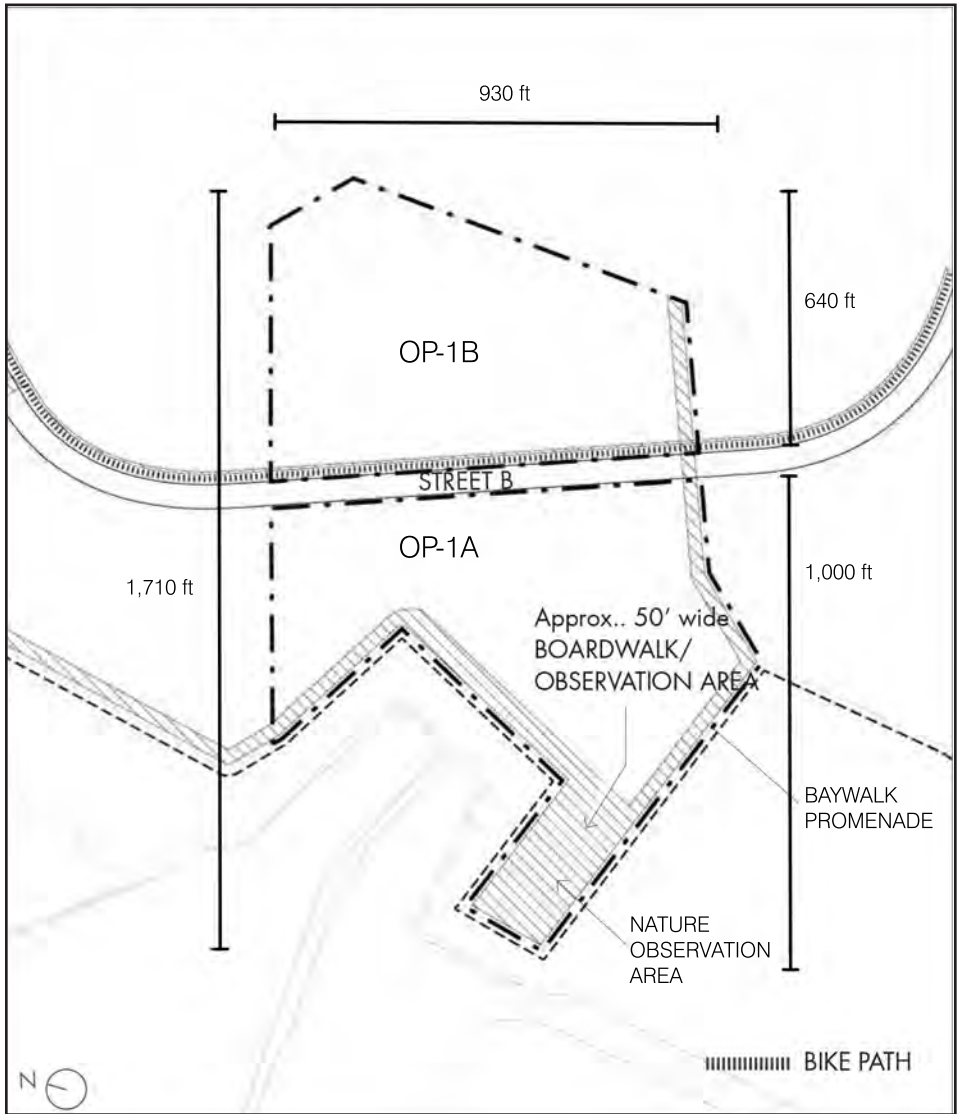 930 ft
640 ft
OP-1B
STREET B
OP-1A
1,710 ft
1,000 ft
Approx.. 50' wide
BOARDWALK/
OBSERVATION AREA
BAYWALK
PROMENADE
NATURE
OBSERVATION
AREA
BIKE PATH
N